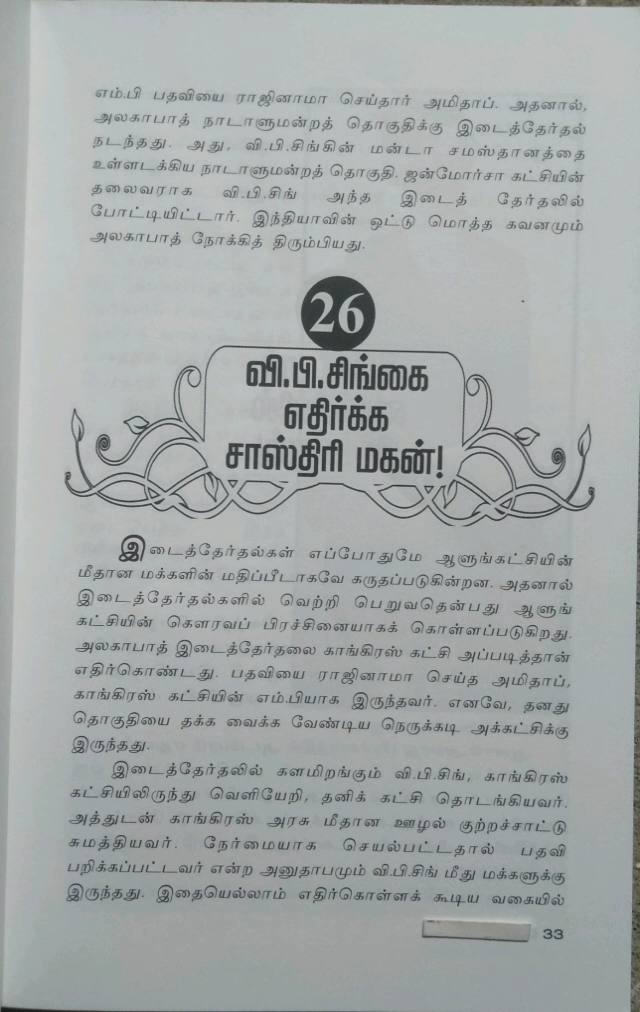 எம்.பி பதவியை ராஜினாமா செய்தார் அமிதாப். அதனால்,
அலகாபாத் நாடாளுமன்றத் தொகுதிக்கு இடைத்தேர்தல்
நடந்தது. அது, வி.பி.சிங்கின் மன்டா சமஸ்தானத்தை
உள்ளடக்கிய நாடாளுமன்றத் தொகுதி. ஜன்மோர்சா கட்சியின்
தலைவராக வி.பி.சிங் அந்த இடைத் தேர்தலில்
போட்டியிட்டார். இந்தியாவின் ஒட்டு மொத்த கவனமும்
அலகாபாத் நோக்கித் திரும்பியது.
26
வி.பி.சிங்கை
எதிர்க்க
சாஸ்திரி மகன்!
இடைத்தேர்தல்கள் எப்போதுமே ஆளுங்கட்சியின்
மீதான மக்களின் மதிப்பீடாகவே கருதப்படுகின்றன. அதனால்
இடைத்தேர்தல்களில் வெற்றி பெறுவதென்பது ஆளுங்
கட்சியின் கௌரவப் பிரச்சினையாகக் கொள்ளப்படுகிறது.
அலகாபாத் இடைத்தேர்தலை காங்கிரஸ் கட்சி அப்படித்தான்
எதிர்கொண்டது. பதவியை ராஜினாமா செய்த அமிதாப்,
காங்கிரஸ் கட்சியின் எம்.பியாக இருந்தவர். எனவே, தனது
தொகுதியை தக்க வைக்க வேண்டிய நெருக்கடி அக்கட்சிக்கு
இருந்தது.
இடைத்தேர்தலில் களமிறங்கும் வி.பி.சிங், காங்கிரஸ்
கட்சியிலிருந்து வெளியேறி, தனிக் கட்சி தொடங்கியவர்.
அத்துடன் காங்கிரஸ் அரசு மீதான ஊழல் குற்றச்சாட்டு
சுமத்தியவர். நேர்மையாக செயல்பட்டதால் பதவி
பறிக்கப்பட்டவர் என்ற அனுதாபமும் வி.பி.சிங் மீது மக்களுக்கு
இருந்தது. இதையெல்லாம் எதிர்கொள்ளக் கூடிய வகையில்
33